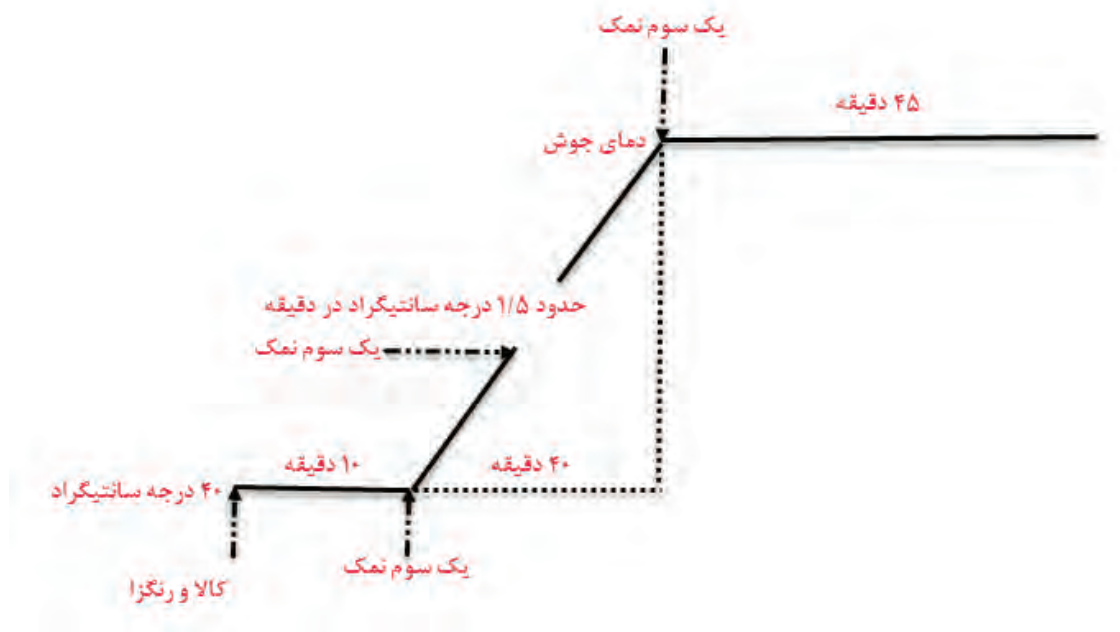 یک سوم نمک
۴۵ دقیقه
دمای جوش
حدود ۱/۵ درجه سانتیگراد در دقیقه
یک سوم نمک
۱۰ دقیقه
۴۰ دقیقه
۴۰ درجه سانتیگراد
یک سوم نمک
کالا و رنگزا